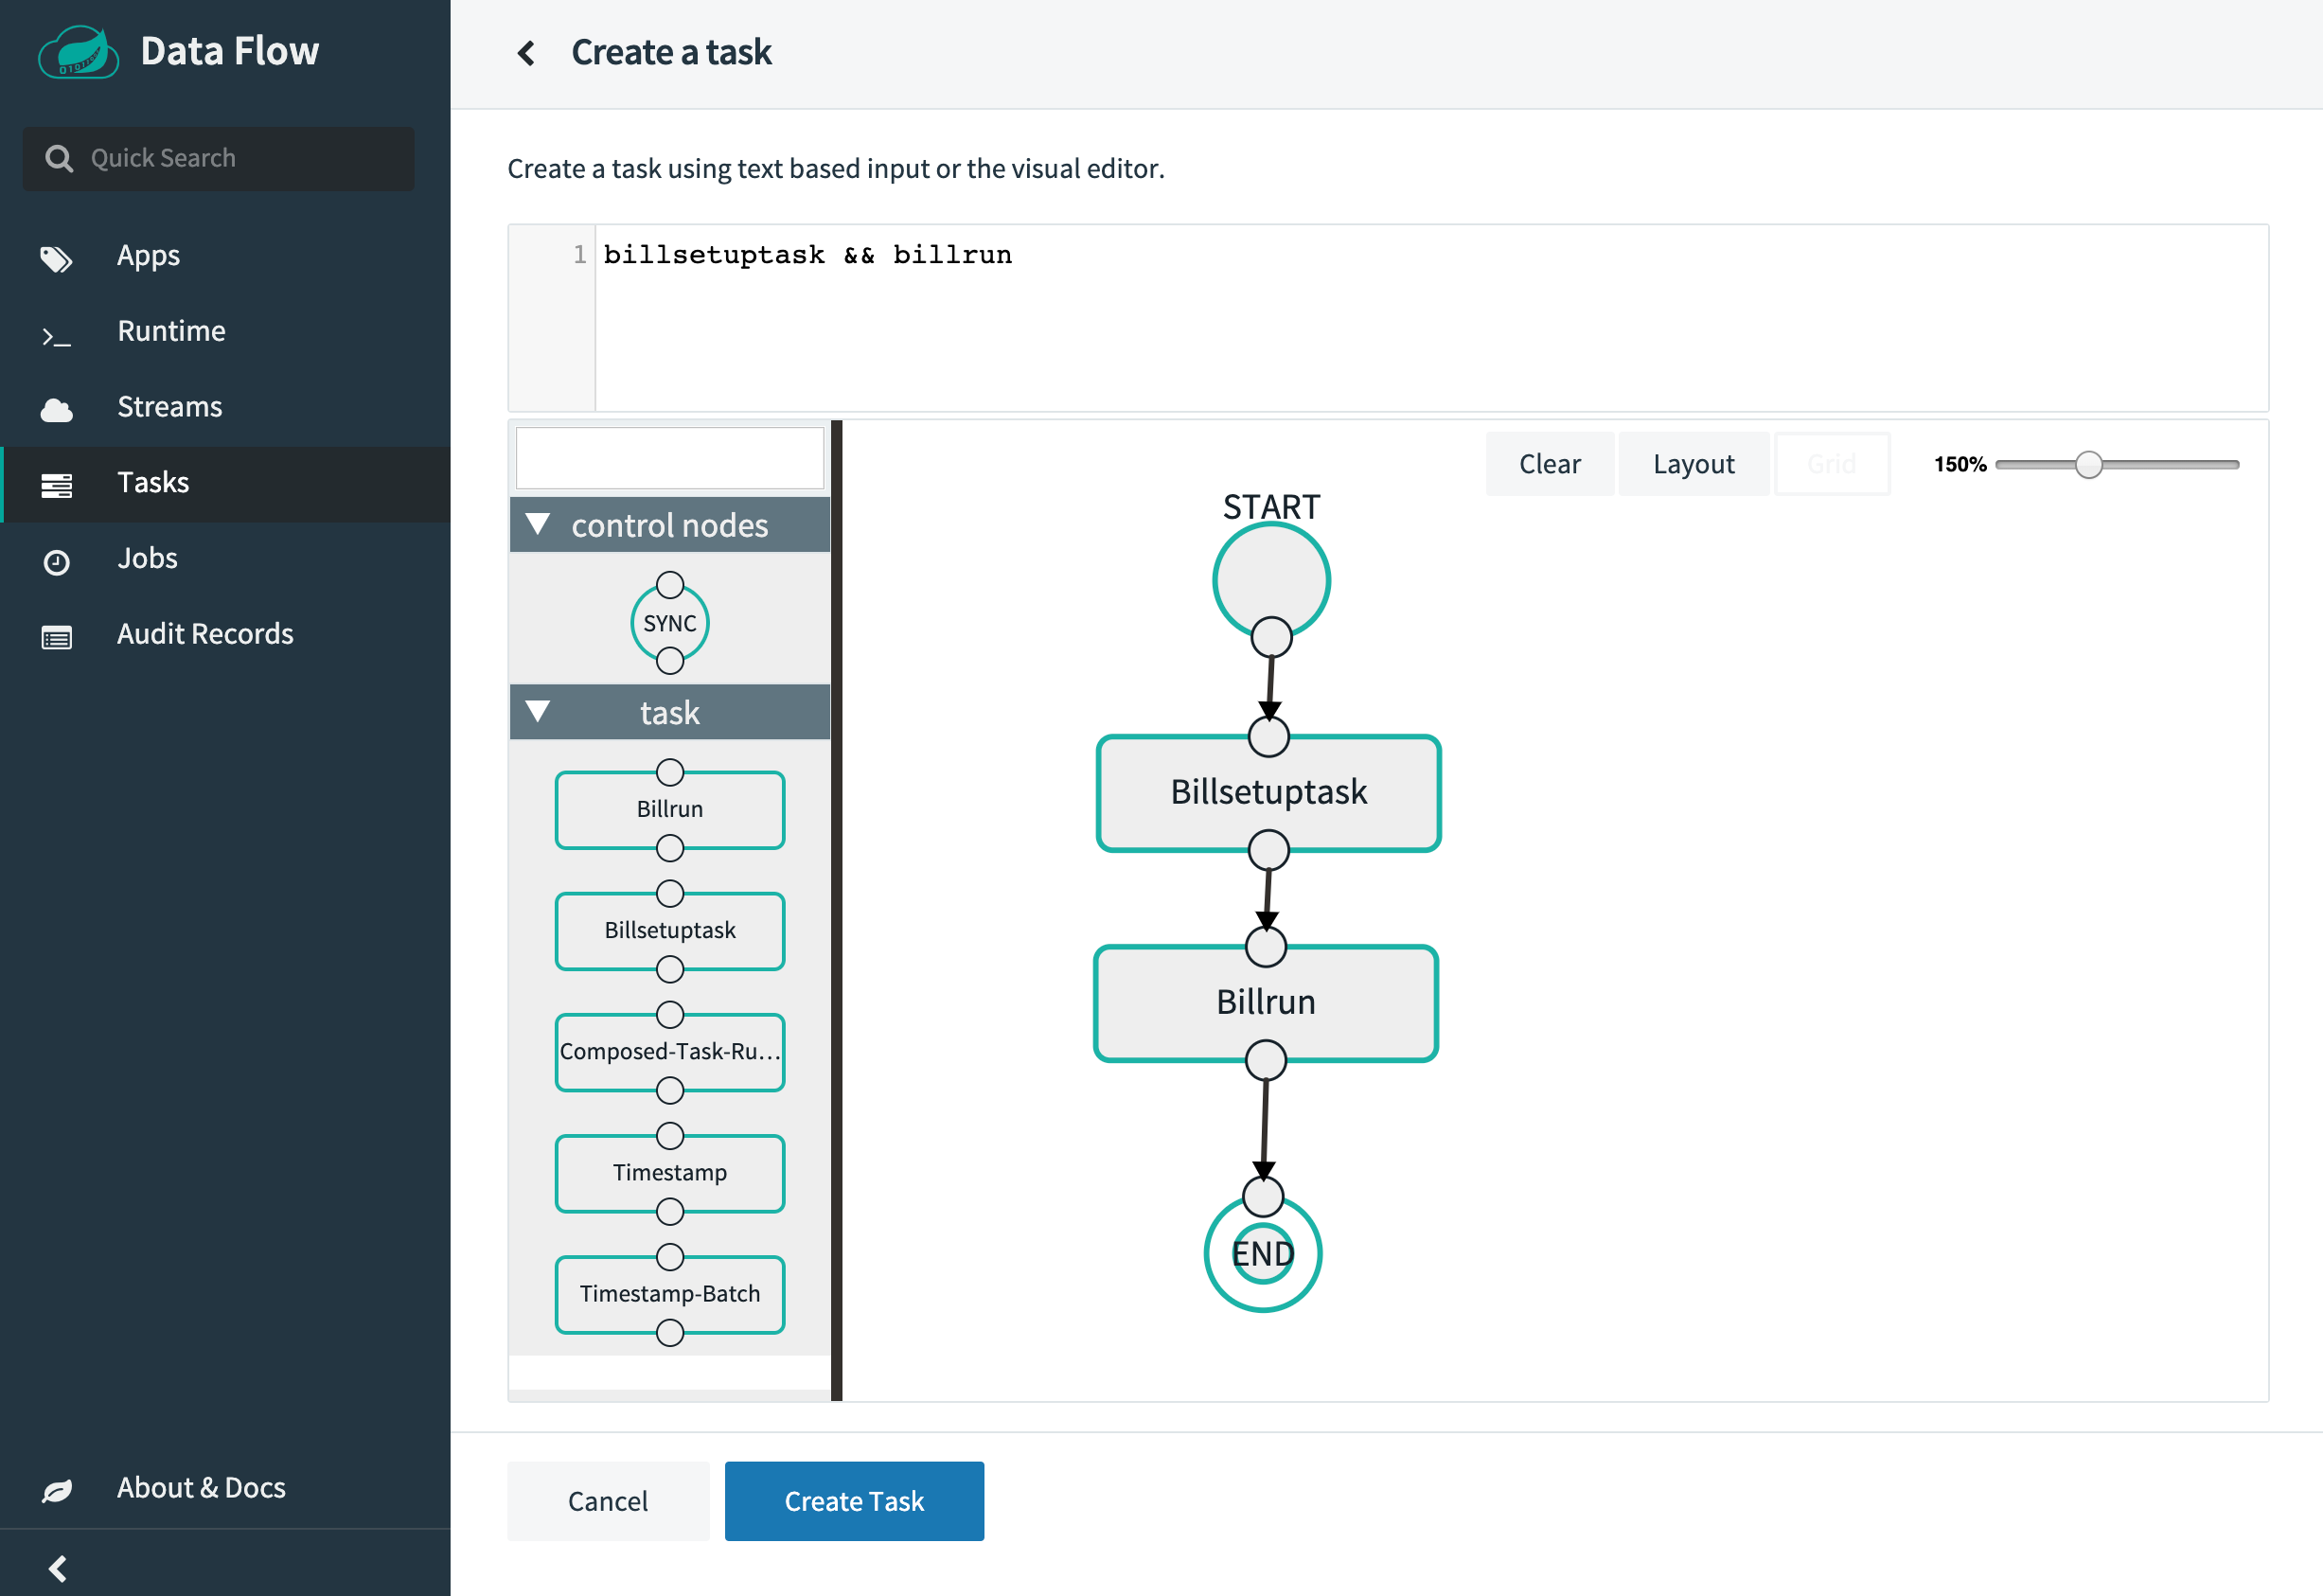 Data Flow
Quick Search
Apps
Runtime
Streams
Tasks
Jobs
Audit Records
About & Docs
Create a task
Create a task using text based input or the visual editor.
1 billsetuptask && billrun
Clear Layout Grid 150%
control nodes
SYNC
task
Billrun
Billsetuptask
Composed-Task-Ru...
Timestamp
Timestamp-Batch
START
Billsetuptask
Billrun
END
Cancel Create Task